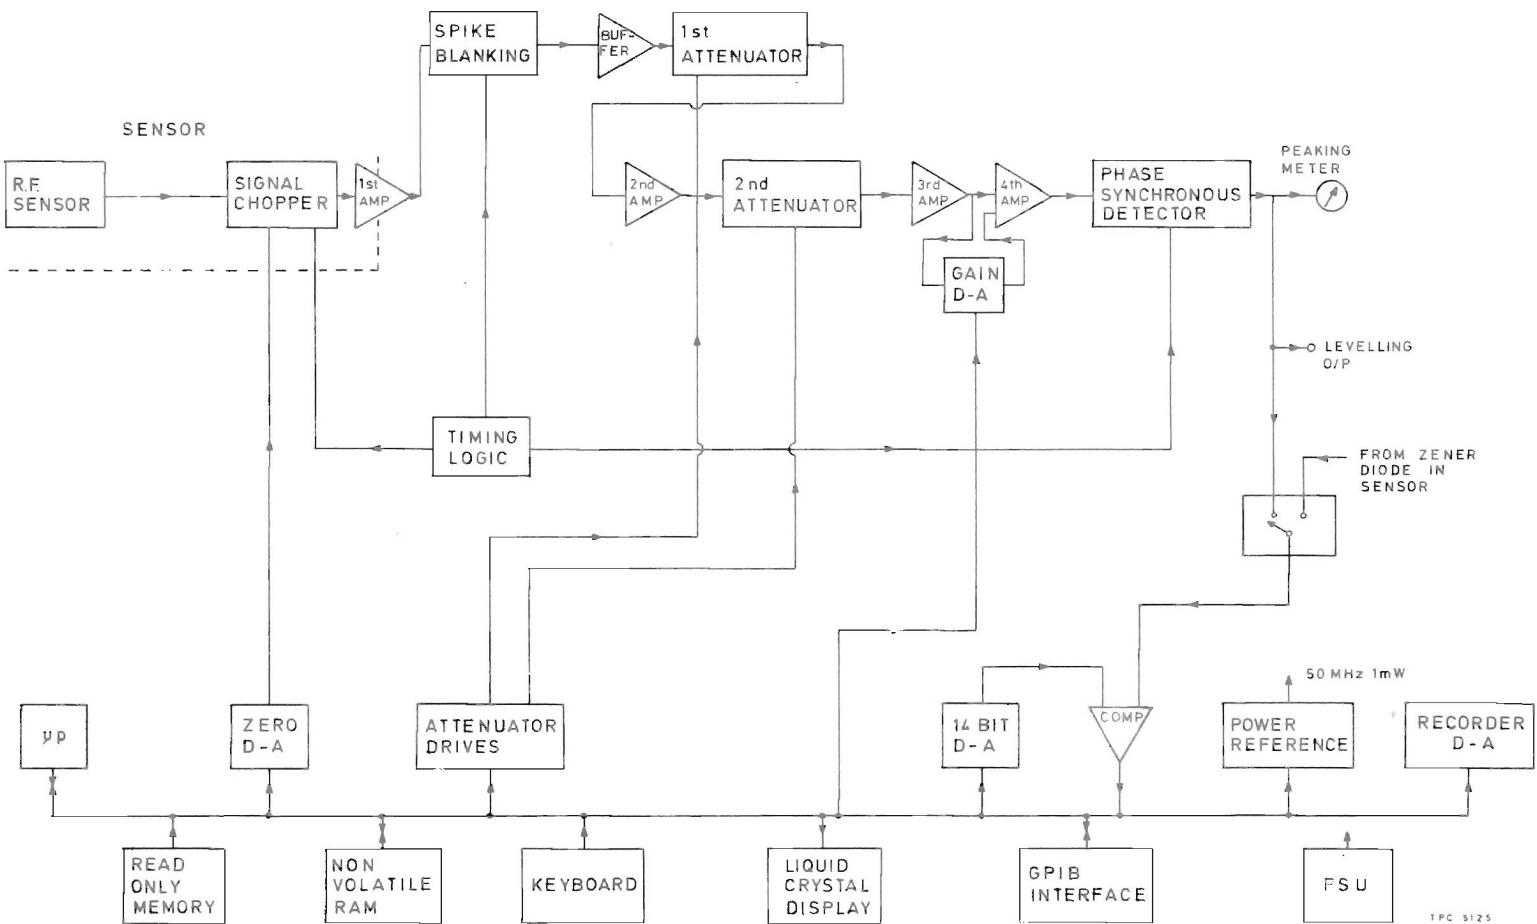 SPIKE
BLANKING
BUF-
FER
1st
ATTENUATOR
SENSOR
R.F.
SENSOR
SIGNAL
CHOPPER
1st
AMP
2nd
AMP
2nd
ATTENUATOR
3rd
AMP
4th
AMP
PHASE
SYNCHRONOUS
DETECTOR
PEAKING
METER
GAIN
D-A
LEVELLING
O/P
TIMING
LOGIC
FROM ZENER
DIODE IN
SENSOR
50 MHz 1mW
μp
ZERO
D-A
ATTENUATOR
DRIVES
14 BIT
D-A
COMP
POWER
REFERENCE
RECORDER
D-A
READ
ONLY
MEMORY
NON
VOLATILE
RAM
KEYBOARD
LIQUID
CRYSTAL
DISPLAY
GPIB
INTERFACE
PSU
TPC 5125